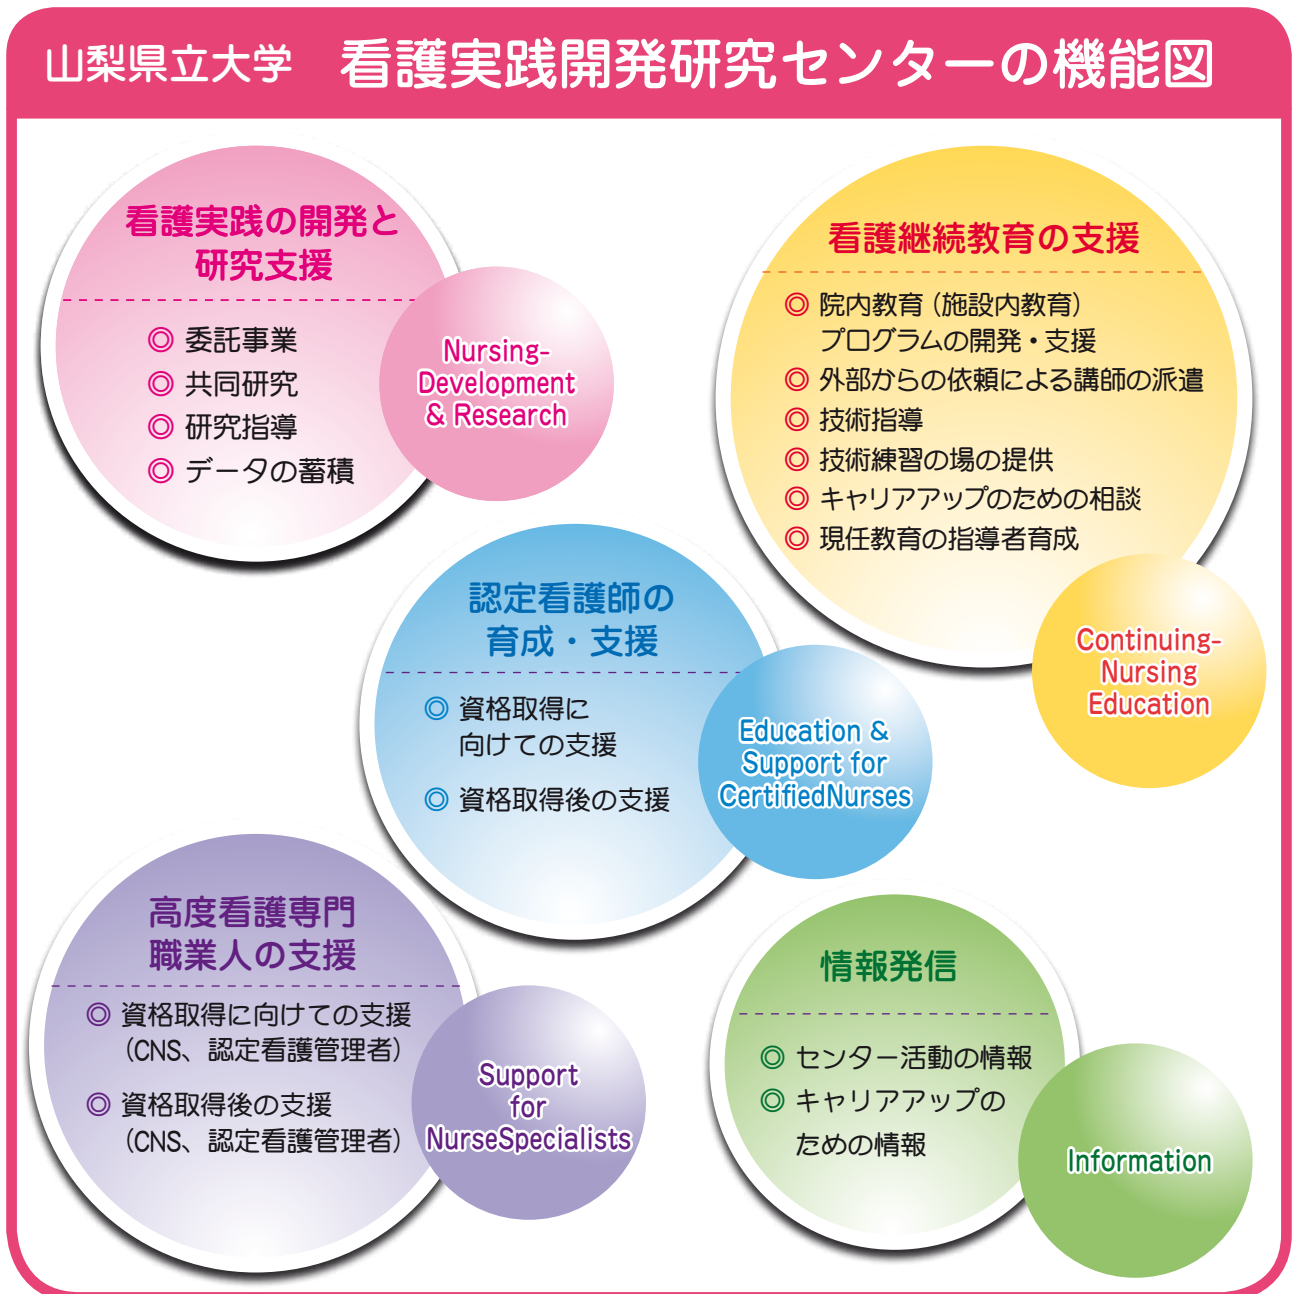 山梨県立大学 看護実践開発研究センターの機能図
看護実践の開発と
研究支援
◎ 委託事業
◎ 共同研究
◎ 研究指導
◎ データの蓄積
Nursing-
Development
& Research
看護継続教育の支援
◎ 院内教育(施設内教育)
プログラムの開発・支援
◎ 外部からの依頼による講師の派遣
◎ 技術指導
◎ 技術練習の場の提供
◎ キャリアアップのための相談
◎ 現任教育の指導者育成
Continuing-
Nursing
Education
認定看護師の
育成・支援
◎ 資格取得に
向けての支援
◎ 資格取得後の支援
Education &
Support for
CertifiedNurses
高度看護専門
職業人の支援
◎ 資格取得に向けての支援
(CNS、認定看護管理者)
◎ 資格取得後の支援
(CNS、認定看護管理者)
Support
for
NurseSpecialists
情報発信
◎ センター活動の情報
◎ キャリアアップの
ための情報
Information